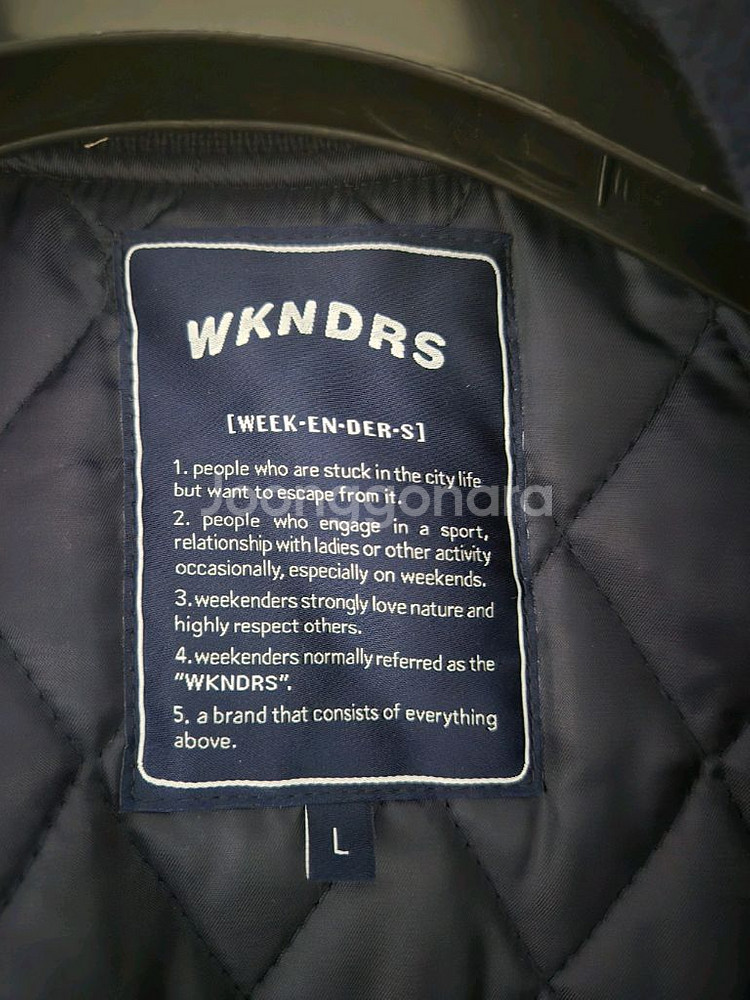 WKNDRS
[WEEK-EN-DER-S]
1. people who are stuck in the city life
but want to escape from it.
2. people who engage in a sport,
relationship with ladies or other activity
occasionally, especially on weekends.
3.weekenders strongly love nature and
highly respect others.
4.weekenders normally referred as the
"WKNDRS".
5. a brand that consists of everything
above.
L
Joonggonara